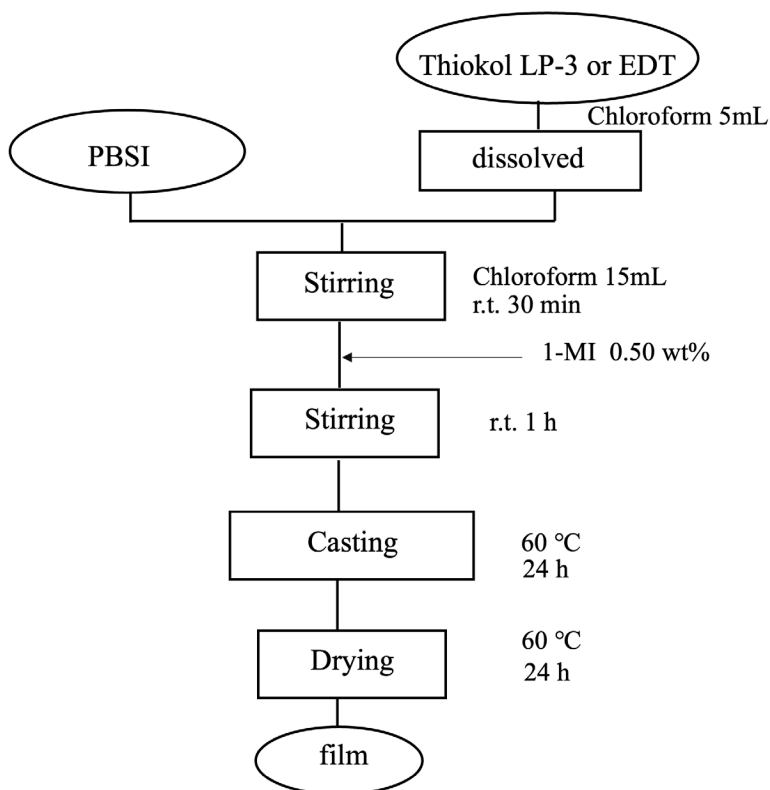 Thiokol LP-3 or EDT
Chloroform 5mL
PBSI
dissolved
Stirring
Chloroform 15mL
r.t. 30 min
1-MI 0.50 wt%
Stirring
r.t. 1 h
Casting
60 ℃
24 h
Drying
60 ℃
24 h
film